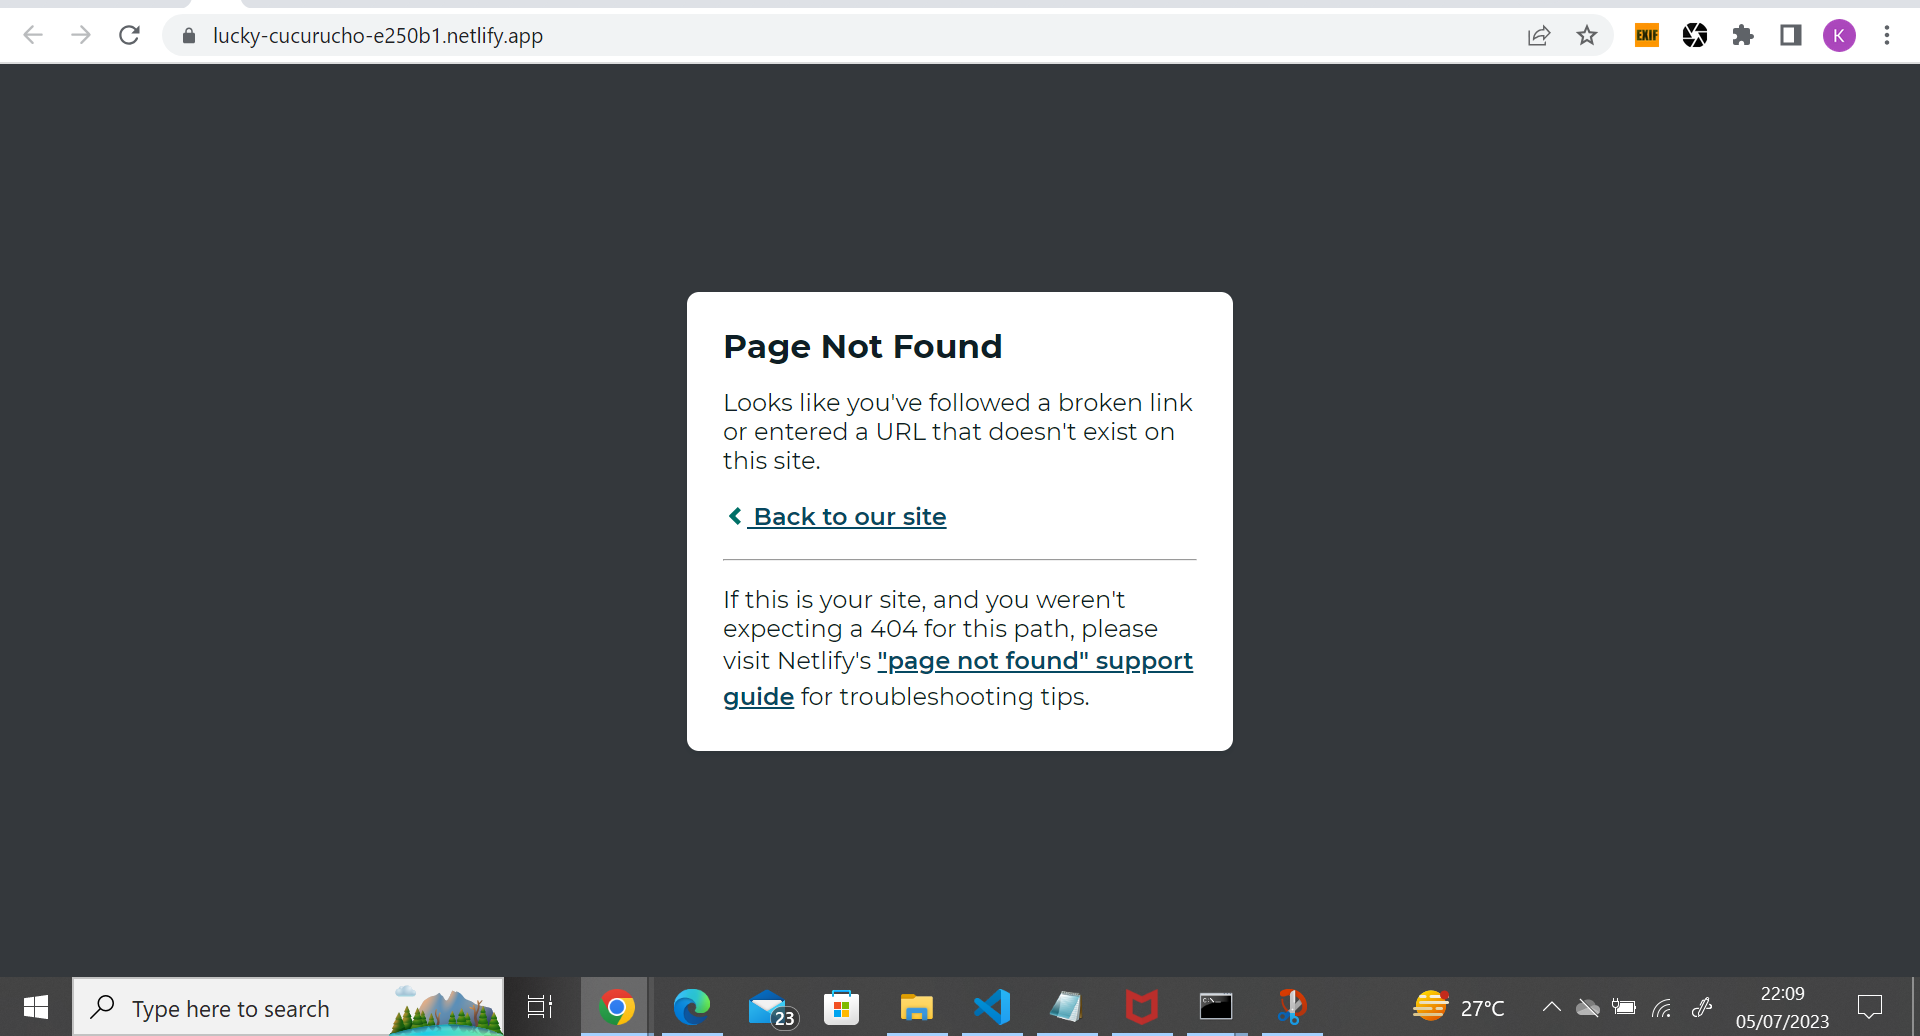 lucky-cucurucho-e250b1.netlify.app
EXIF
K
Page Not Found
Looks like you've followed a broken link
or entered a URL that doesn't exist on
this site.
Back to our site
If this is your site, and you weren't
expecting a 404 for this path, please
visit Netlify's "page not found" support
guide for troubleshooting tips.
Type here to search
23
27°C
22:09
05/07/2023